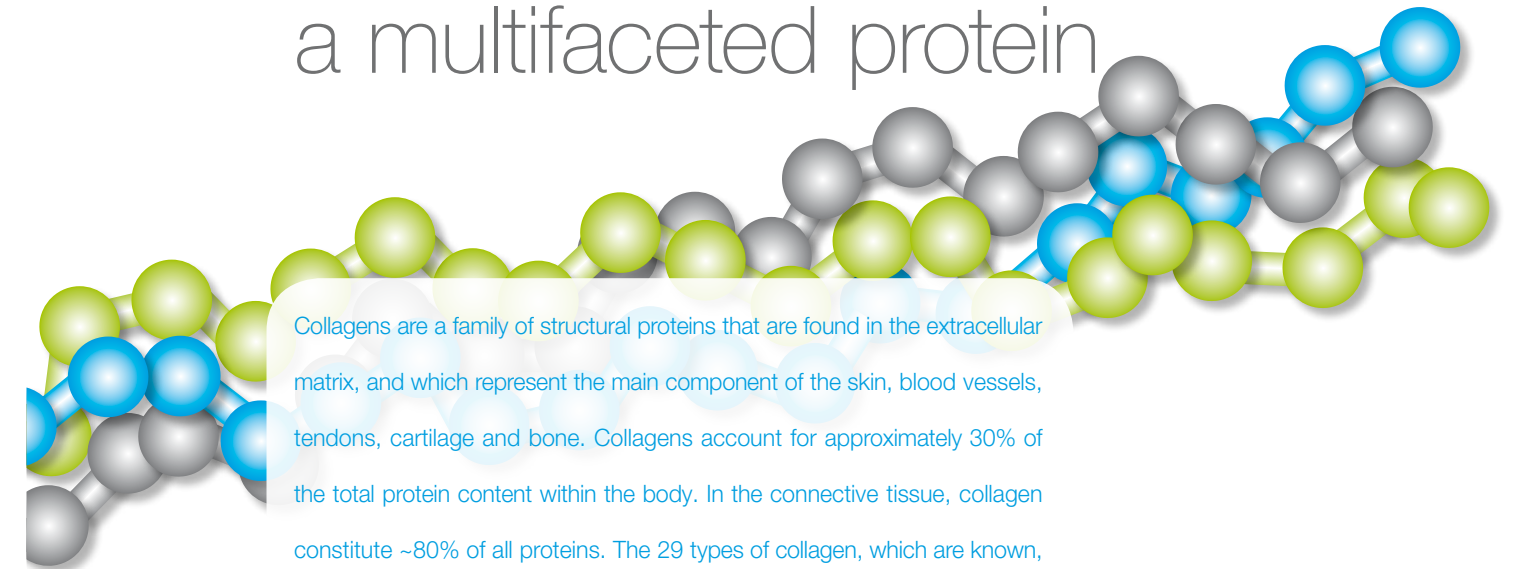 a multifaceted protein
Collagens are a family of structural proteins that are found in the extracellular
matrix, and which represent the main component of the skin, blood vessels,
tendons, cartilage and bone. Collagens account for approximately 30% of
the total protein content within the body. In the connective tissue, collagen
constitute ~80% of all proteins. The 29 types of collagen, which are known,